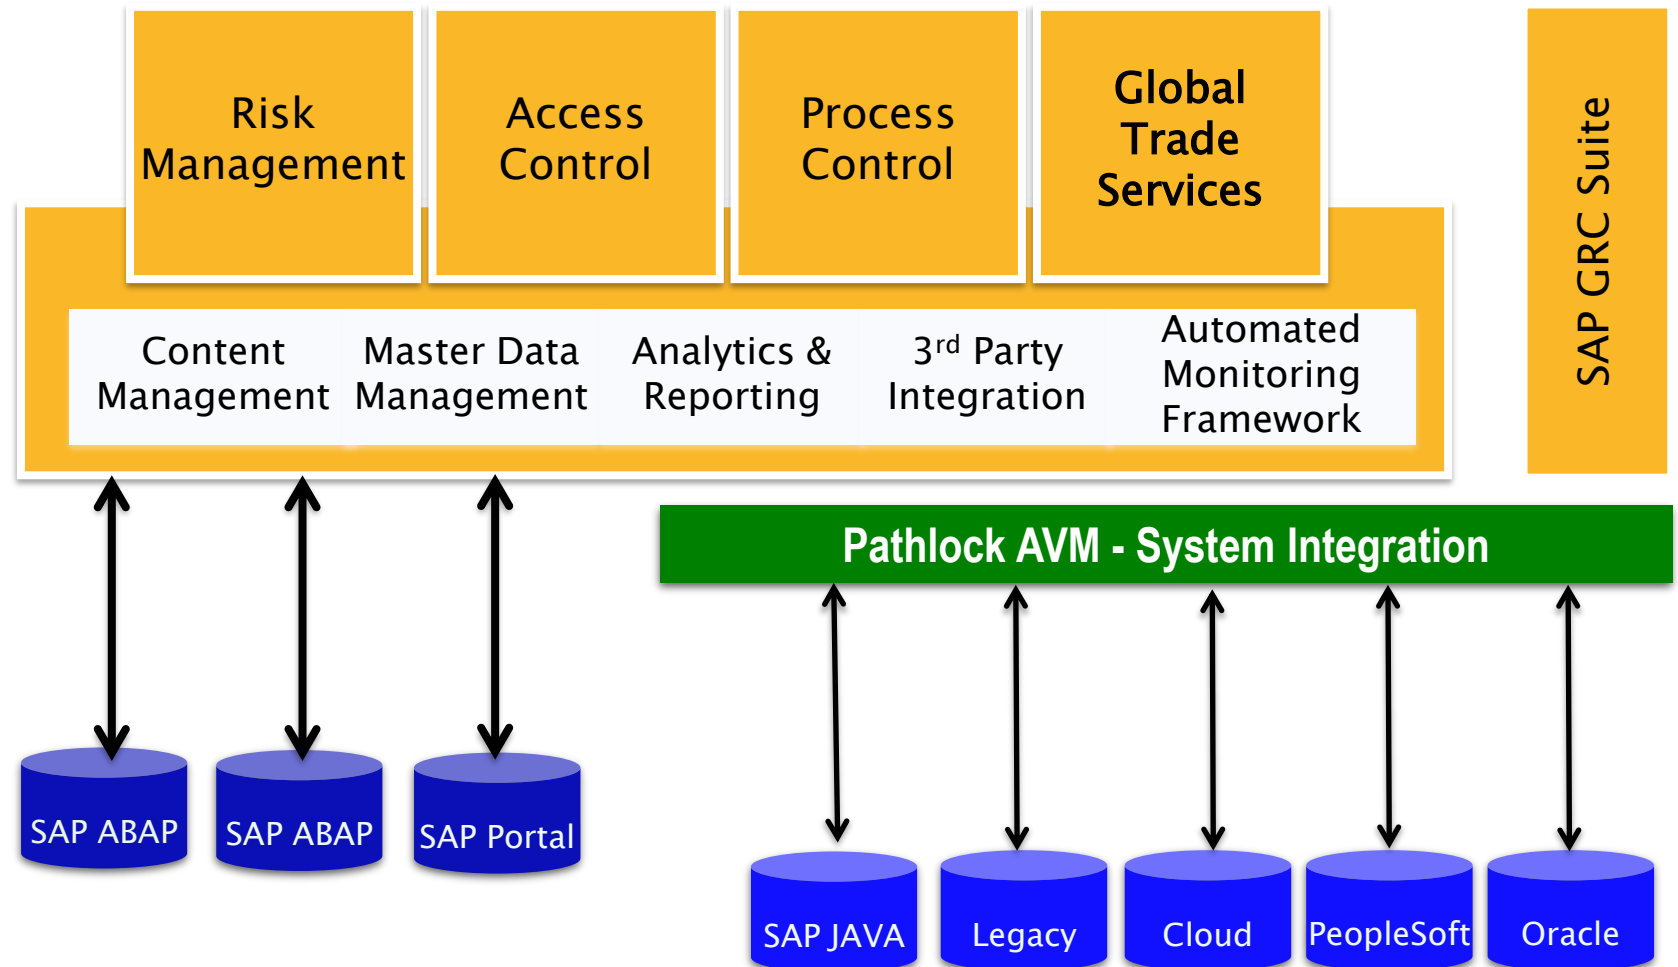 Risk
Management
Access
Control
Process
Control
Global
Trade
Services
SAP GRC Suite
Content
Management
Master Data
Management
Analytics &
Reporting
3rd Party
Integration
Automated
Monitoring
Framework
Pathlock AVM - System Integration
SAP ABAP
SAP ABAP
SAP Portal
SAP JAVA
Legacy
Cloud
PeopleSoft
Oracle